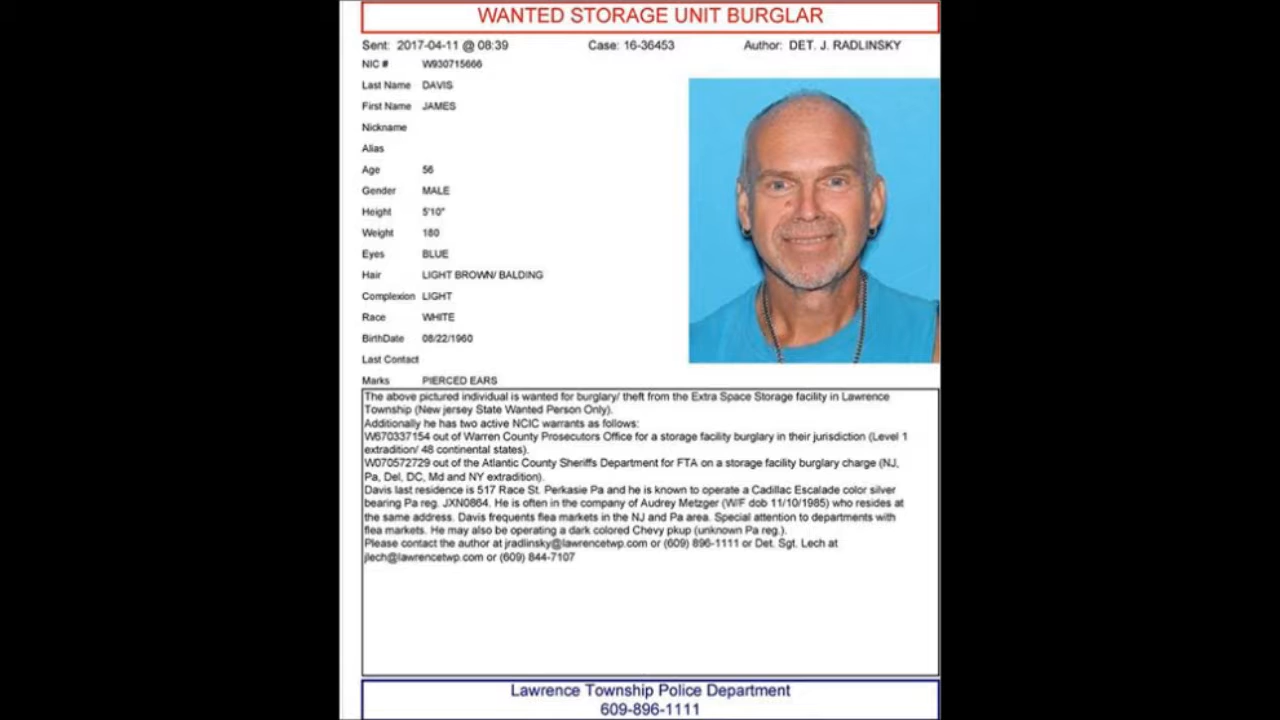 WANTED STORAGE UNIT BURGLAR
Sent: 2017-04-11 @ 08:39 Case: 16-36453 Author: DET. J. RADLINSKY
NIC # W930715666
Last Name DAVIS
First Name JAMES
Nickname
Alias
Age 56
Gender MALE
Height 5'10"
Weight 180
Eyes BLUE
Hair LIGHT BROWN/ BALDING
Complexion LIGHT
Race WHITE
BirthDate 08/22/1960
Last Contact
Marks PIERCED EARS
The above pictured individual is wanted for burglary/ theft from the Extra Space Storage facility in Lawrence
Township (New jersey State Wanted Person Only).
Additionally he has two active NCIC warrants as follows:
W670337154 out of Warren County Prosecutors Office for a storage facility burglary in their jurisdiction (Level 1
extradition/ 48 continental states).
W070572729 out of the Atlantic County Sheriffs Department for FTA on a storage facility burglary charge (NJ,
Pa, Del, DC, Md and NY extradition).
Davis last residence is 517 Race St. Perkasie Pa and he is known to operate a Cadillac Escalade color silver
bearing Pa reg. JXN0864. He is often in the company of Audrey Metzger (W/F dob 11/10/1985) who resides at
the same address. Davis frequents flea markets in the NJ and Pa area. Special attention to departments with
flea markets. He may also be operating a dark colored Chevy pkup (unknown Pa reg.).
Please contact the author at jradlinsky@lawrencetwp.com or (609) 896-1111 or Det. Sgt. Lech at
jlech@lawrencetwp.com or (609) 844-7107
Lawrence Township Police Department
609-896-1111